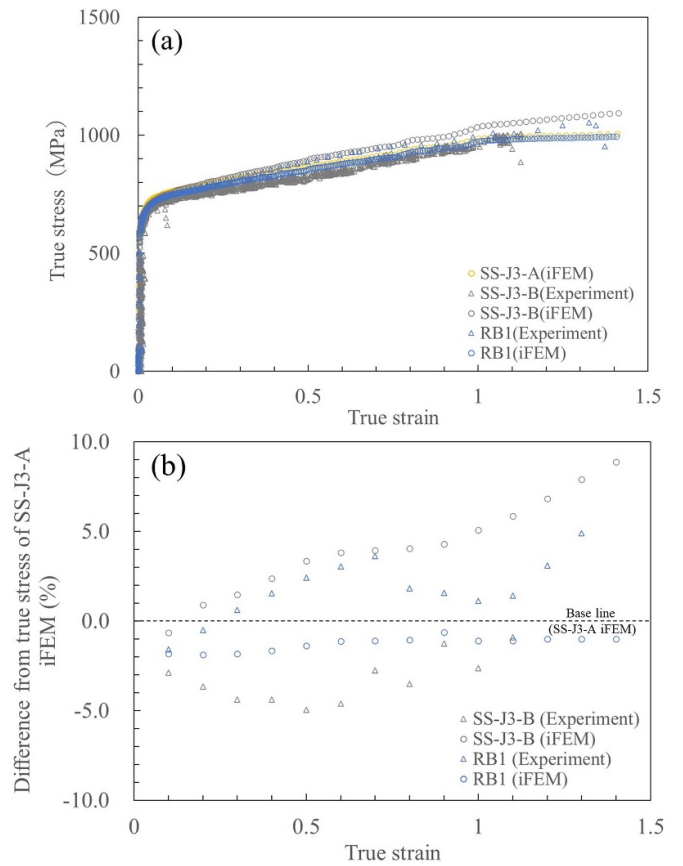 (a)
1500
1000
500
0
True stress (MPa)
SS-J3-A(iFEM)
SS-J3-B(Experiment)
SS-J3-B(iFEM)
RB1(Experiment)
RB1(iFEM)
0
0.5
1
1.5
True strain
(b)
10.0
5.0
0.0
-5.0
-10.0
Difference from true stress of SS-J3-A
iFEM (%)
Base line
(SS-J3-A iFEM)
SS-J3-B (Experiment)
SS-J3-B (iFEM)
RB1 (Experiment)
RB1 (iFEM)
0
0.5
1
1.5
True strain